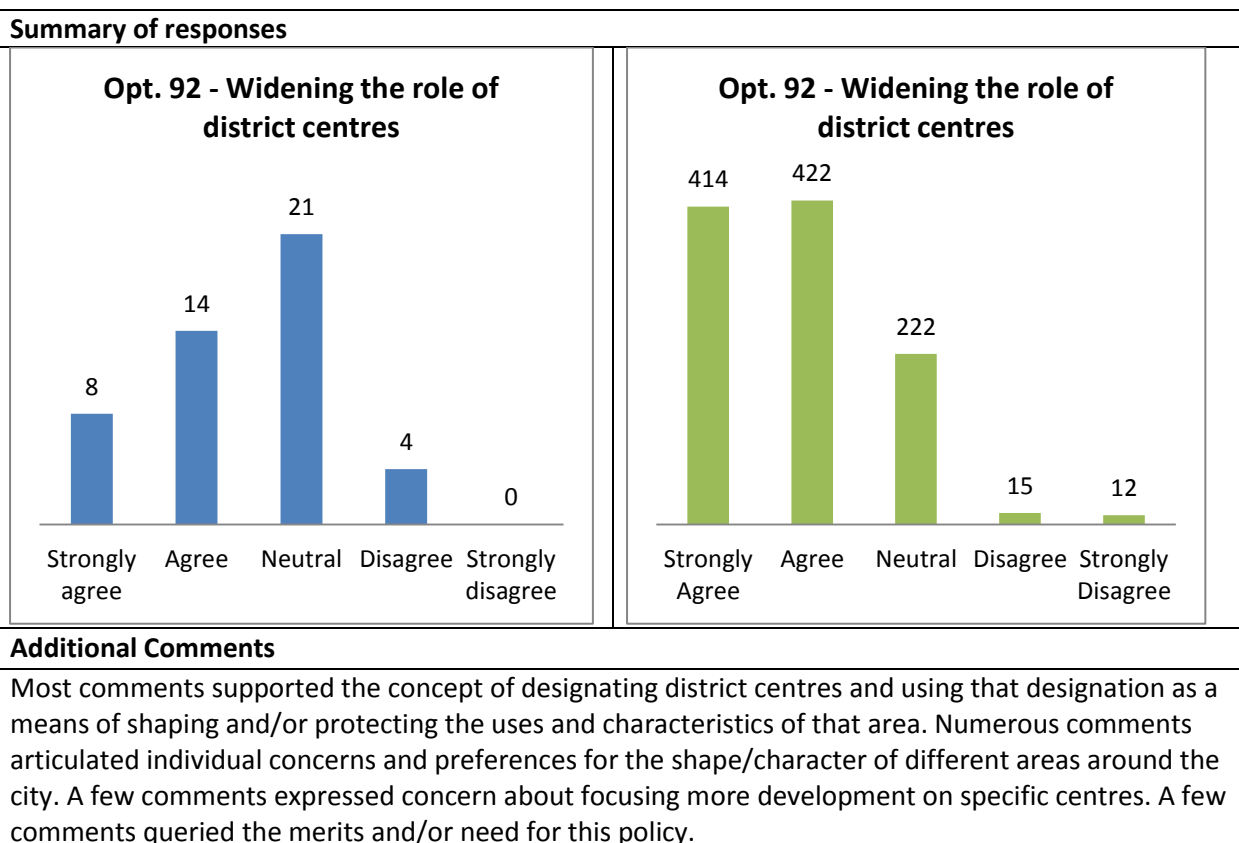 Summary of responses
Opt. 92 - Widening the role of
district centres
21
14
8
4
0
Strongly
agree
Agree
Neutral
Disagree
Strongly
disagree
Opt. 92 - Widening the role of
district centres
414
422
222
15
12
Strongly
Agree
Agree
Neutral
Disagree
Strongly
Disagree
Additional Comments
Most comments supported the concept of designating district centres and using that designation as a
means of shaping and/or protecting the uses and characteristics of that area. Numerous comments
articulated individual concerns and preferences for the shape/character of different areas around the
city. A few comments expressed concern about focusing more development on specific centres. A few
comments queried the merits and/or need for this policy.